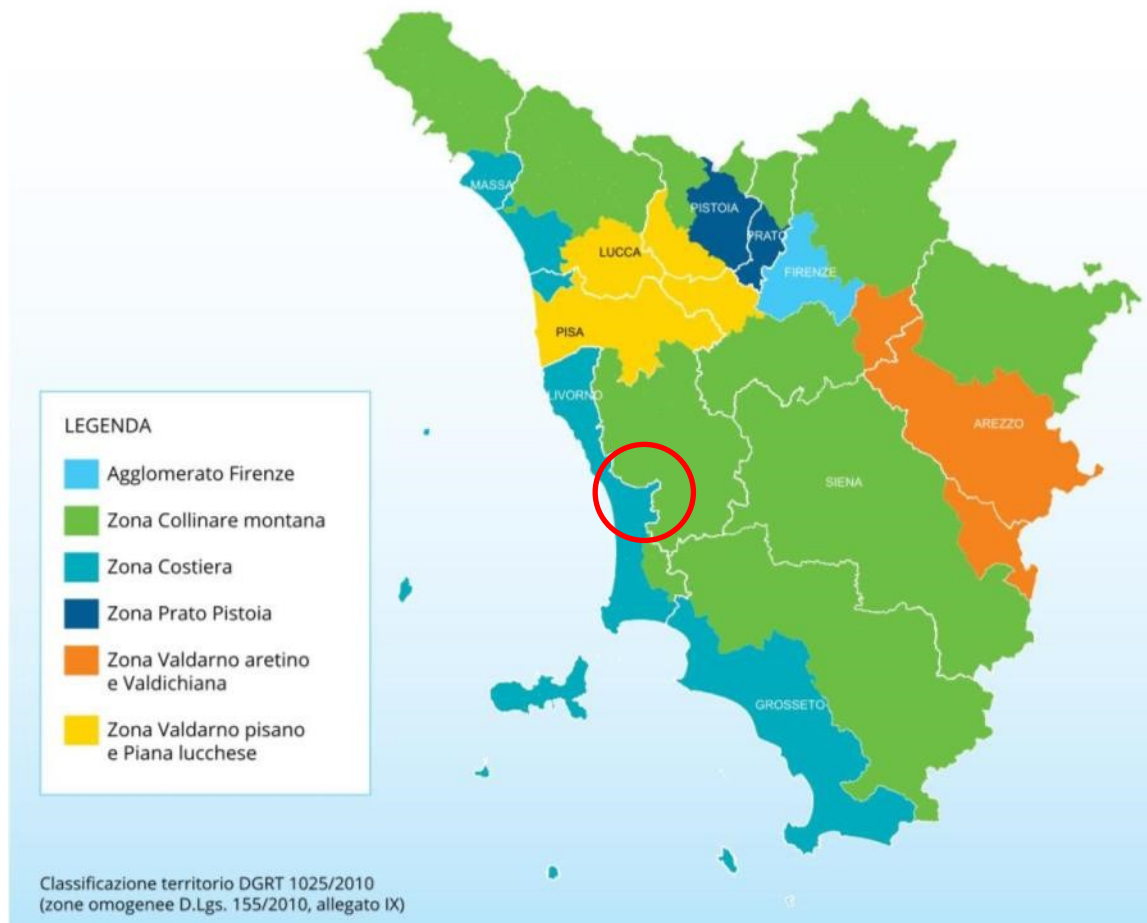 MASSA
PISTOIA
PRATO
LUCCA
FIRENZE
PISA
LIVORNO
AREZZO
SIENA
GROSSETO
LEGENDA
Agglomerato Firenze
Zona Collinare montana
Zona Costiera
Zona Prato Pistoia
Zona Valdarno aretino
e Valdichiana
Zona Valdarno pisano
e Piana lucchese
Classificazione territorio DGRT 1025/2010
(zone omogenee D.Lgs. 155/2010, allegato IX)